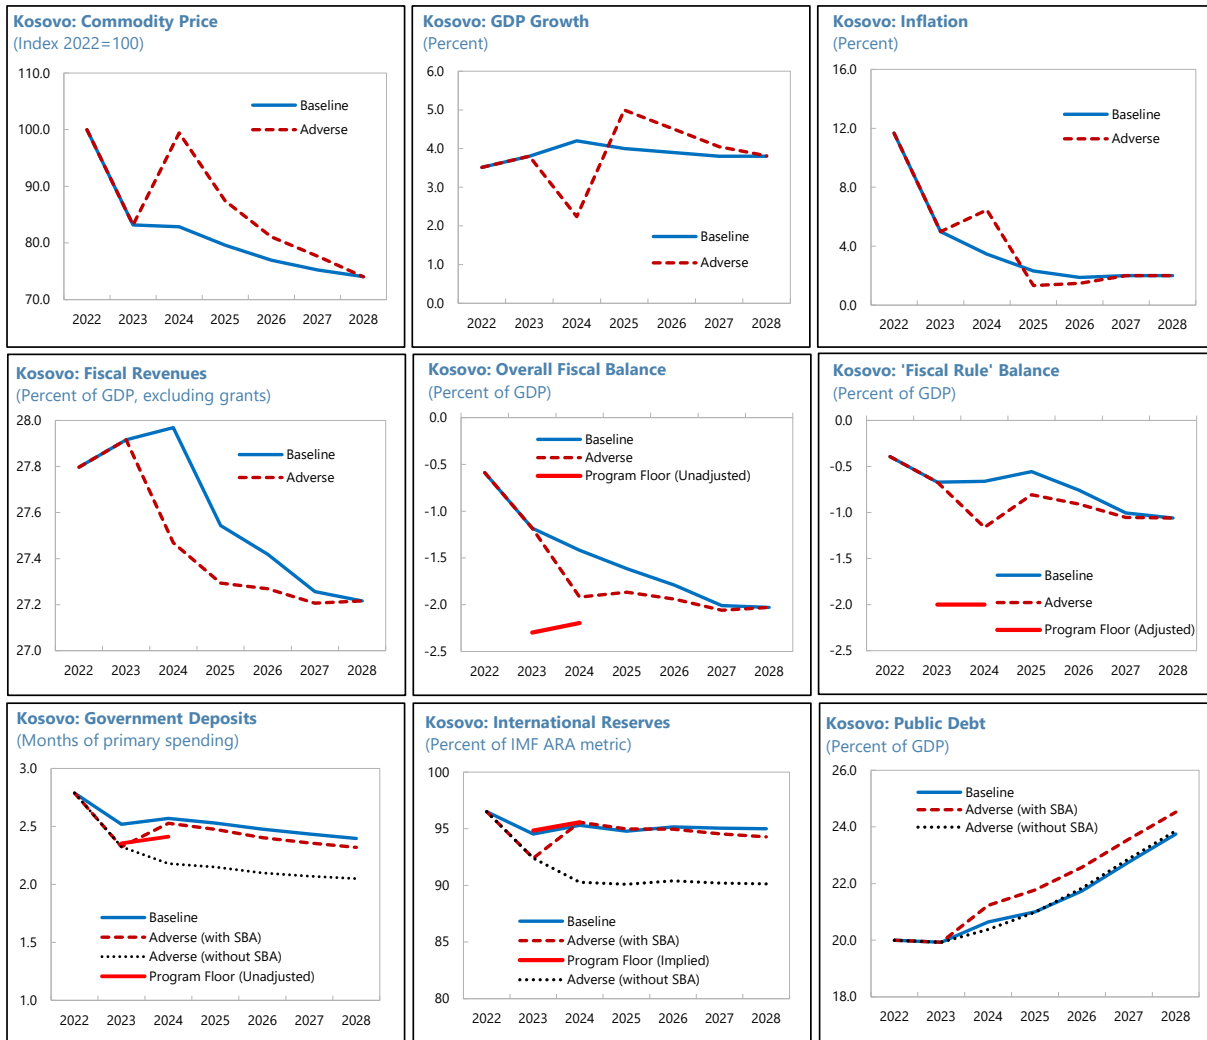 Kosovo: Commodity Price
(Index 2022=100)
110.0
100.0
90.0
80.0
70.0
Baseline
Adverse
2022 2023 2024 2025 2026 2027 2028
Kosovo: GDP Growth
(Percent)
6.0
5.0
4.0
3.0
2.0
1.0
0.0
Baseline
Adverse
2022 2023 2024 2025 2026 2027 2028
Kosovo: Inflation
(Percent)
16.0
12.0
8.0
4.0
0.0
Baseline
Adverse
2022 2023 2024 2025 2026 2027 2028
Kosovo: Fiscal Revenues
(Percent of GDP, excluding grants)
28.0
27.8
27.6
27.4
27.2
27.0
Baseline
Adverse
2022 2023 2024 2025 2026 2027 2028
Kosovo: Overall Fiscal Balance
(Percent of GDP)
0.0
-0.5
-1.0
-1.5
-2.0
-2.5
Baseline
Adverse
Program Floor (Unadjusted)
2022 2023 2024 2025 2026 2027 2028
Kosovo: 'Fiscal Rule' Balance
(Percent of GDP)
0.0
-0.5
-1.0
-1.5
-2.0
-2.5
Baseline
Adverse
Program Floor (Adjusted)
2022 2023 2024 2025 2026 2027 2028
Kosovo: Government Deposits
(Months of primary spending)
3.0
2.5
2.0
1.5
1.0
Baseline
Adverse (with SBA)
Adverse (without SBA)
Program Floor (Unadjusted)
2022 2023 2024 2025 2026 2027 2028
Kosovo: International Reserves
(Percent of IMF ARA metric)
100
95
90
85
80
Baseline
Adverse (with SBA)
Program Floor (Implied)
Adverse (without SBA)
2022 2023 2024 2025 2026 2027 2028
Kosovo: Public Debt
(Percent of GDP)
26.0
24.0
22.0
20.0
18.0
Baseline
Adverse (with SBA)
Adverse (without SBA)
2022 2023 2024 2025 2026 2027 2028